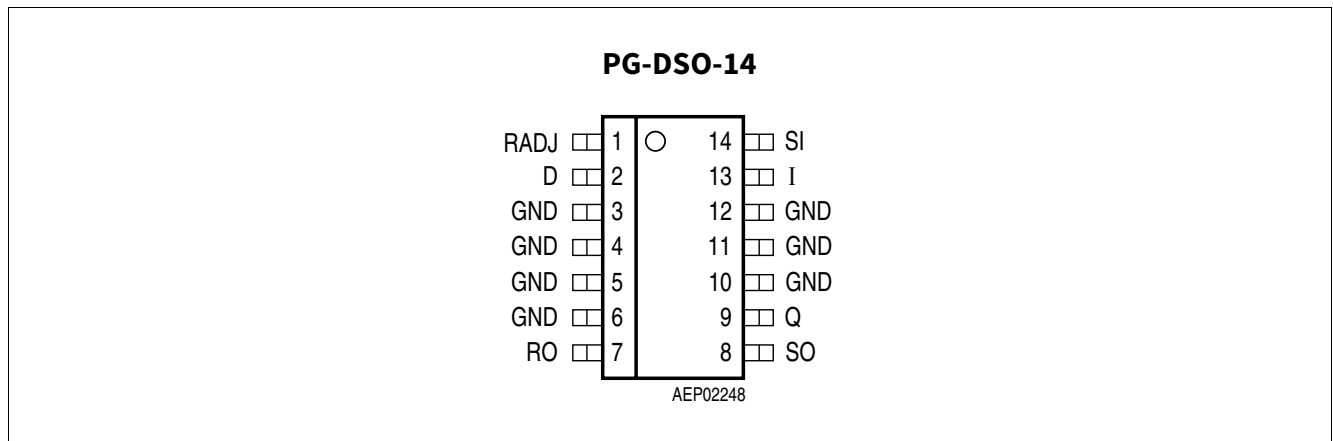 PG-DSO-14
RADJ 1 14 SI
D 2 13 I
GND 3 12 GND
GND 4 11 GND
GND 5 10 GND
GND 6 9 Q
RO 7 8 SO
AEP02248